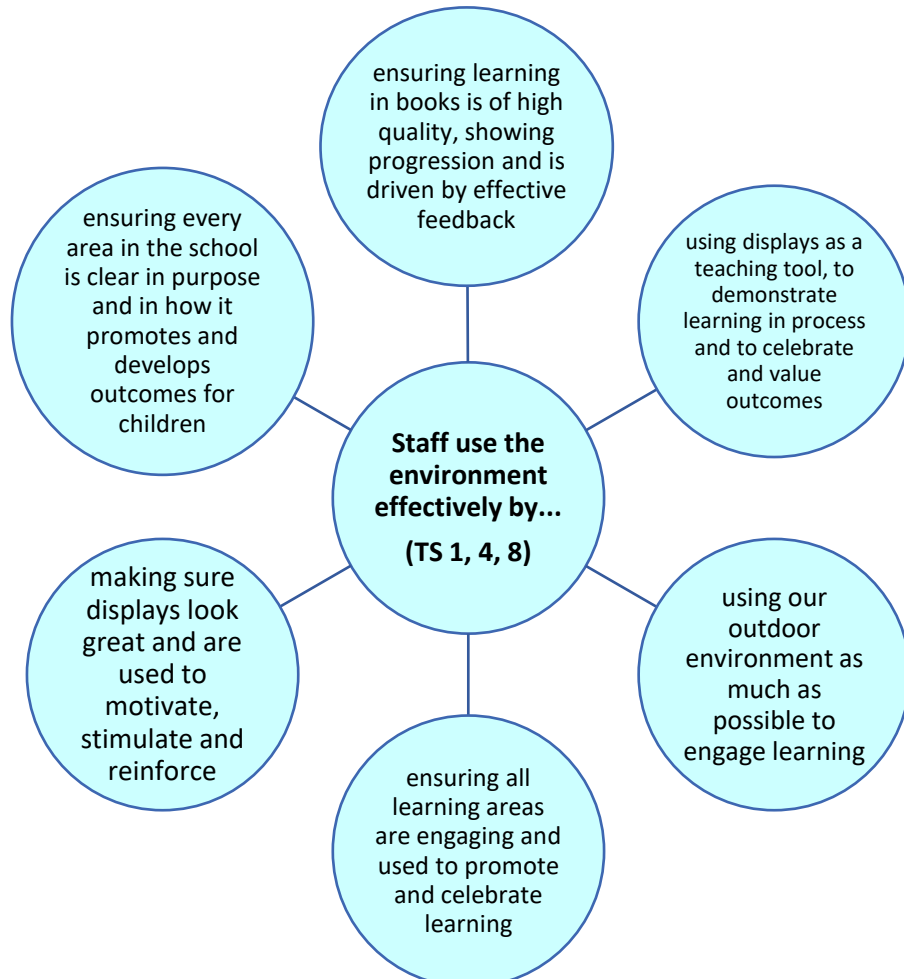 ensuring learning
in books is of high
quality, showing
progression and is
driven by effective
feedback
using displays as a
teaching tool, to
demonstrate
learning in process
and to celebrate
and value
outcomes
using our
outdoor
environment as
much as
possible to
engage learning
ensuring all
learning areas
are engaging and
used to promote
and celebrate
learning
making sure
displays look
great and are
used to
motivate,
stimulate and
reinforce
ensuring every
area in the school
is clear in purpose
and in how it
promotes and
develops
outcomes for
children
Staff use the
environment
effectively by...
(TS 1, 4, 8)